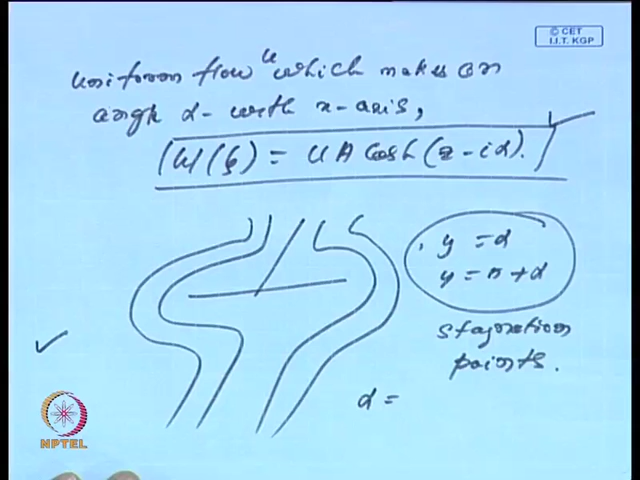 © CET
I.I.T. KGP
Uniform flow u which makes an
angle α- with x-axis,
W(ζ) = UA Cosh(z-iα).
y = α
y = π+α
stagnation
points.
α =
NPTEL